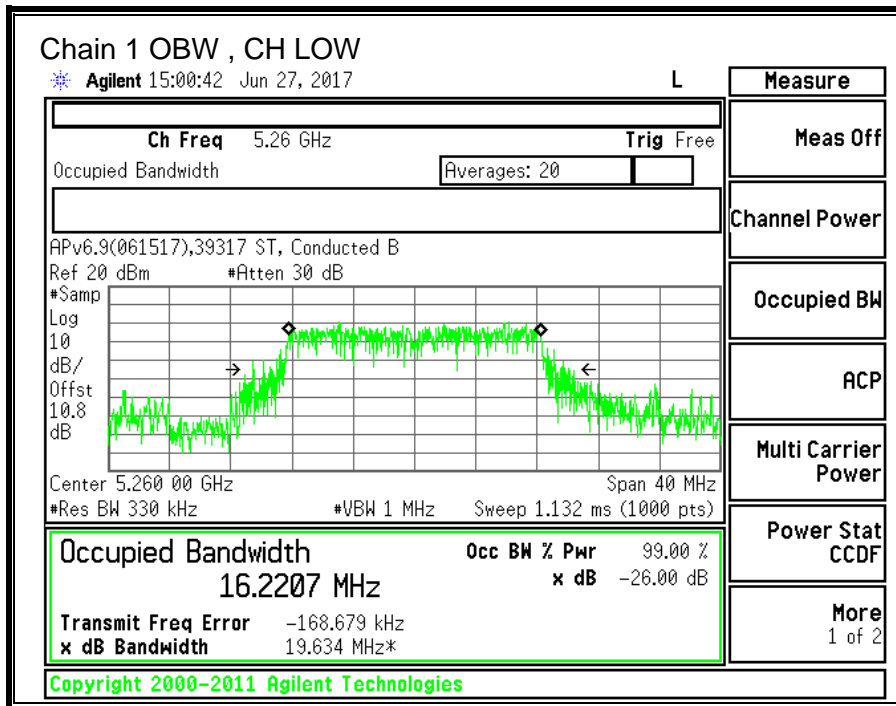 Chain 1 OBW , CH LOW
Agilent 15:00:42 Jun 27, 2017 L
Measure
Ch Freq 5.26 GHz Trig Free
Occupied Bandwidth Averages: 20
APv6.9(061517),39317 ST, Conducted B
Ref 20 dBm #Atten 30 dB
#Samp
Log
10
dB/
Offst
10.8
dB
Center 5.260 00 GHz Span 40 MHz
#Res BW 330 kHz #VBW 1 MHz Sweep 1.132 ms (1000 pts)
Occupied Bandwidth Occ BW % Pwr 99.00 %
16.2207 MHz x dB -26.00 dB
Transmit Freq Error -168.679 kHz
x dB Bandwidth 19.634 MHz*
Copyright 2000-2011 Agilent Technologies
Meas Off
Channel Power
Occupied BW
ACP
Multi Carrier
Power
Power Stat
CCDF
More
1 of 2